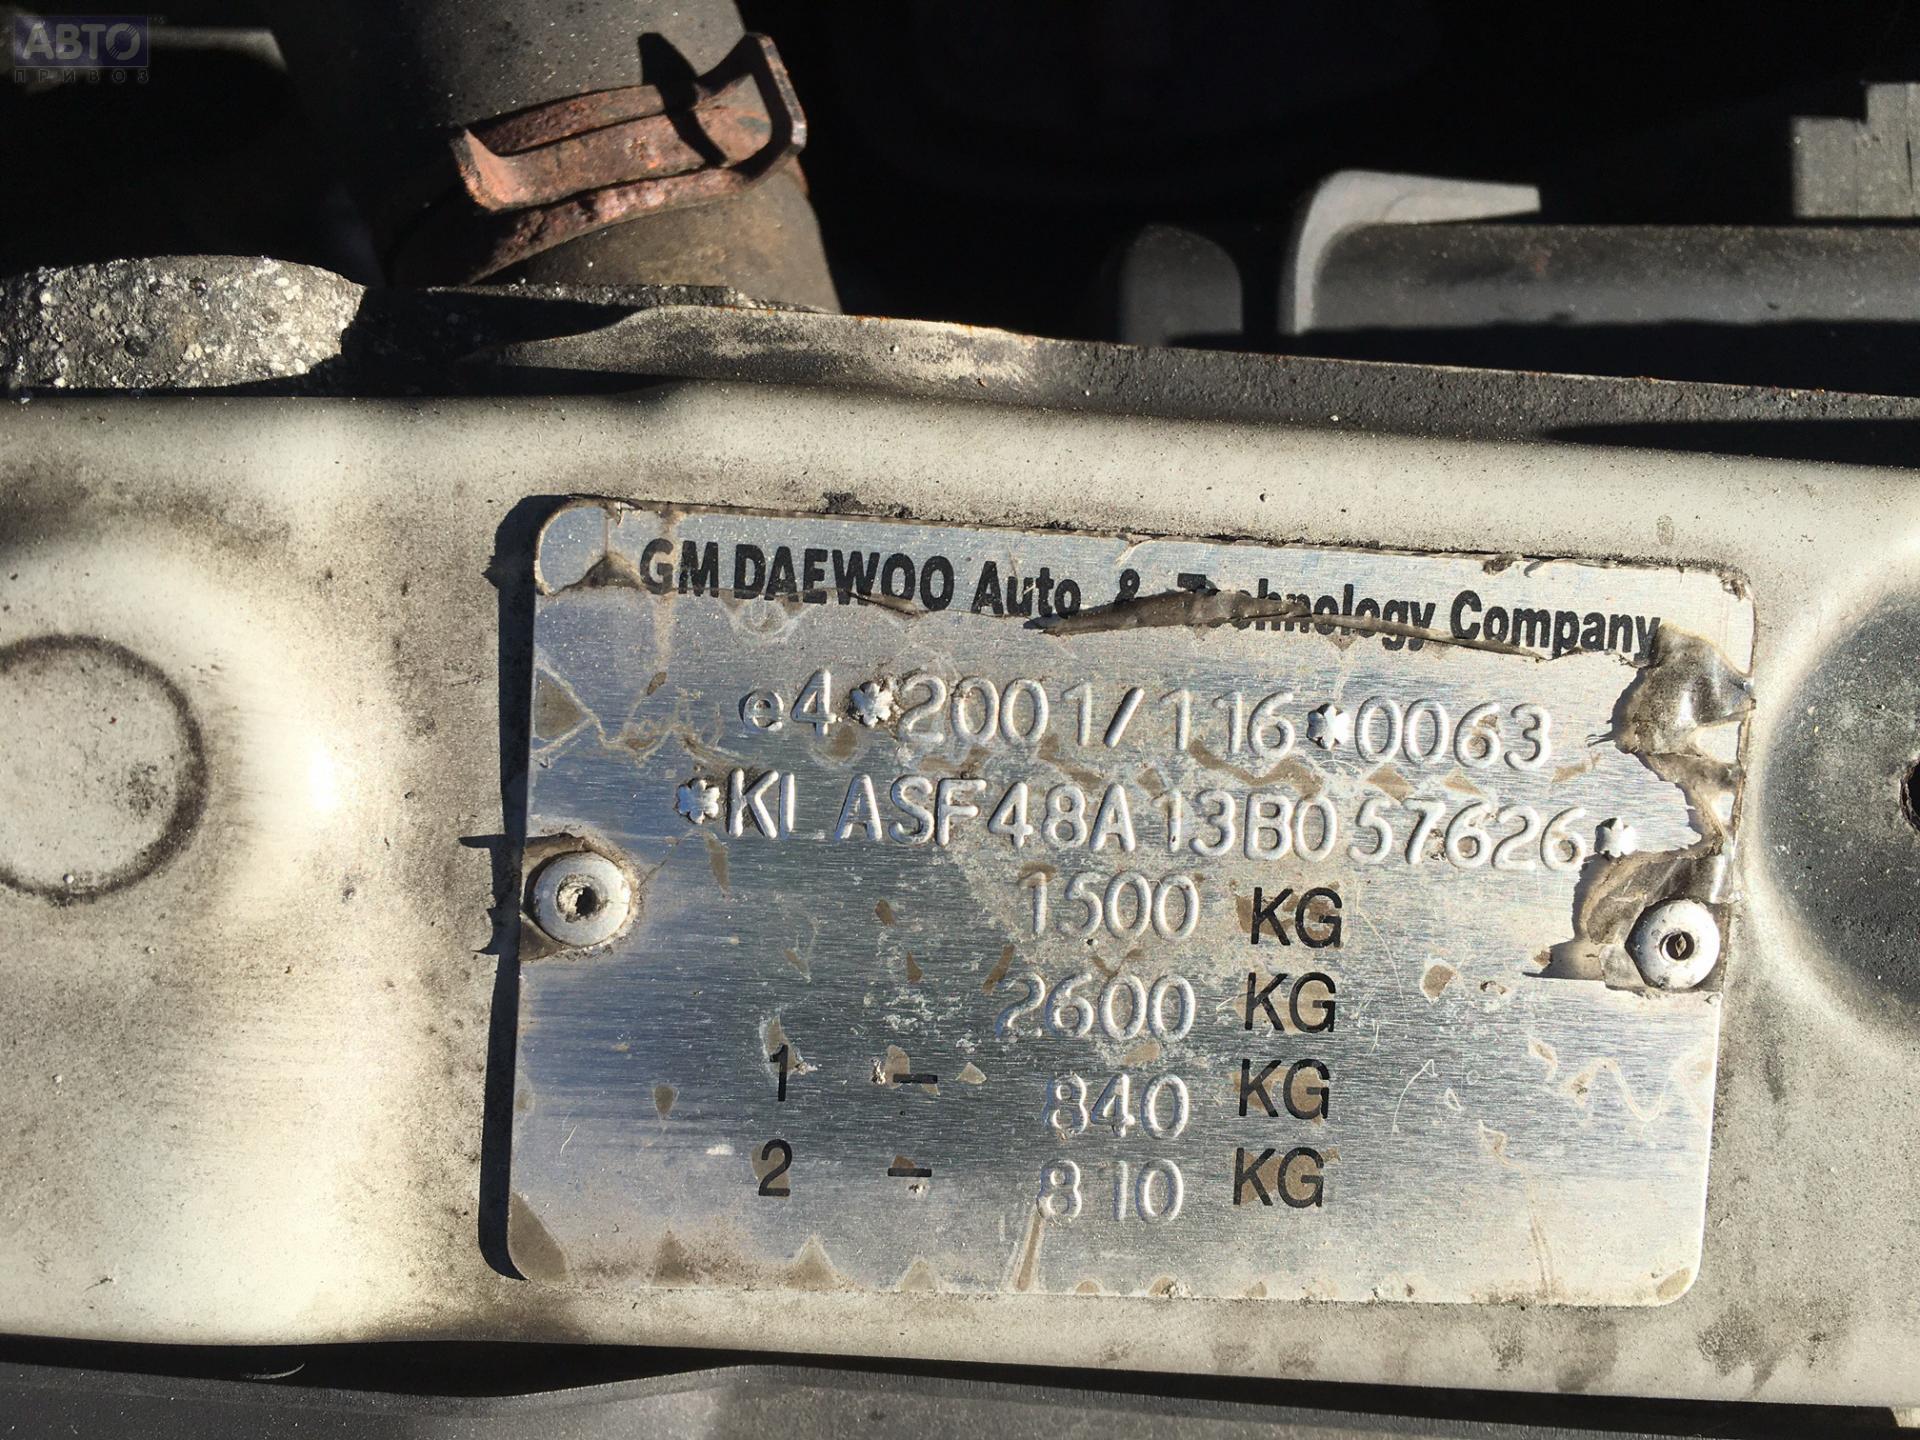 АВТО
ПРИВОЗ
GM DAEWOO Auto & Technology Company
e4*2001/116*0063
*KLASF48A13B057626*
1500 KG
2600 KG
1 - 840 KG
2 - 810 KG